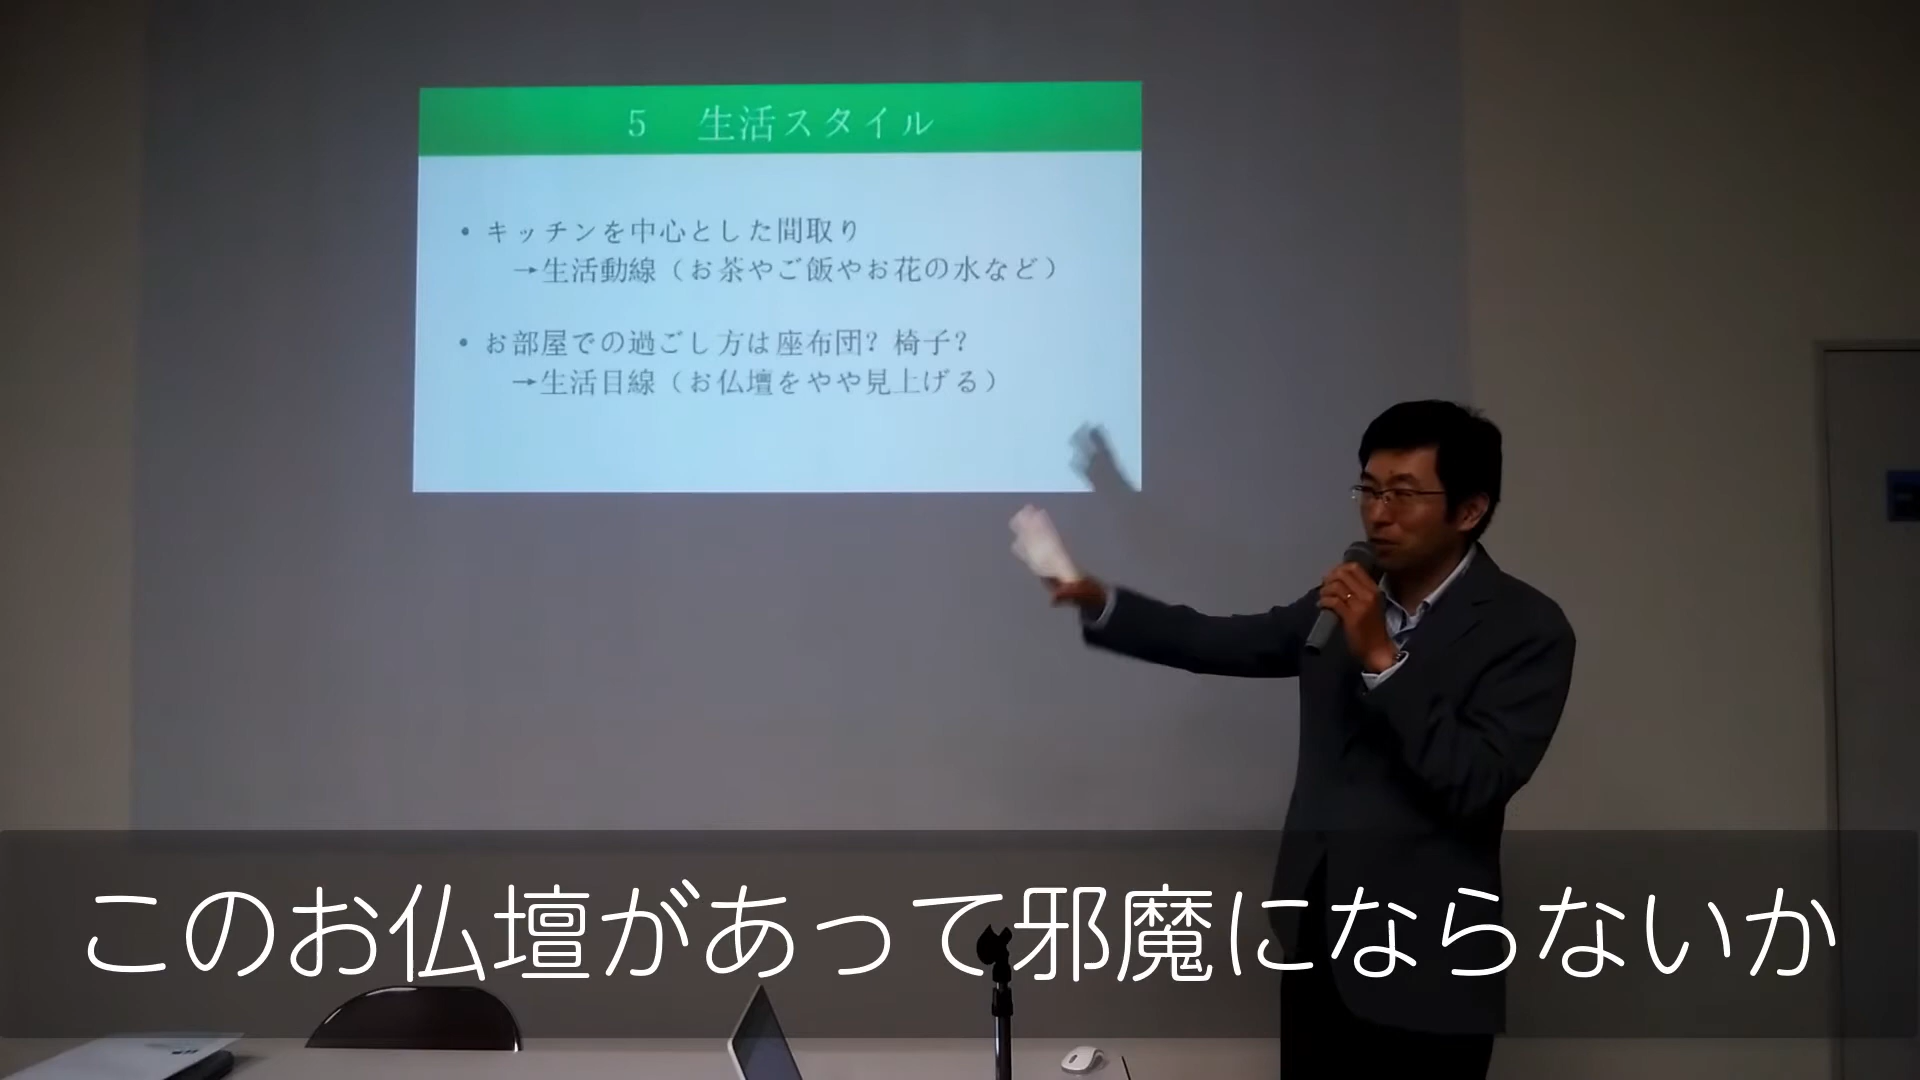 5 生活スタイル
• キッチンを中心とした間取り
→生活動線（お茶やご飯やお花の水など）
• お部屋での過ごし方は座布団? 椅子?
→生活目線（お仏壇をやや見上げる）
このお仏壇があって邪魔にならないか